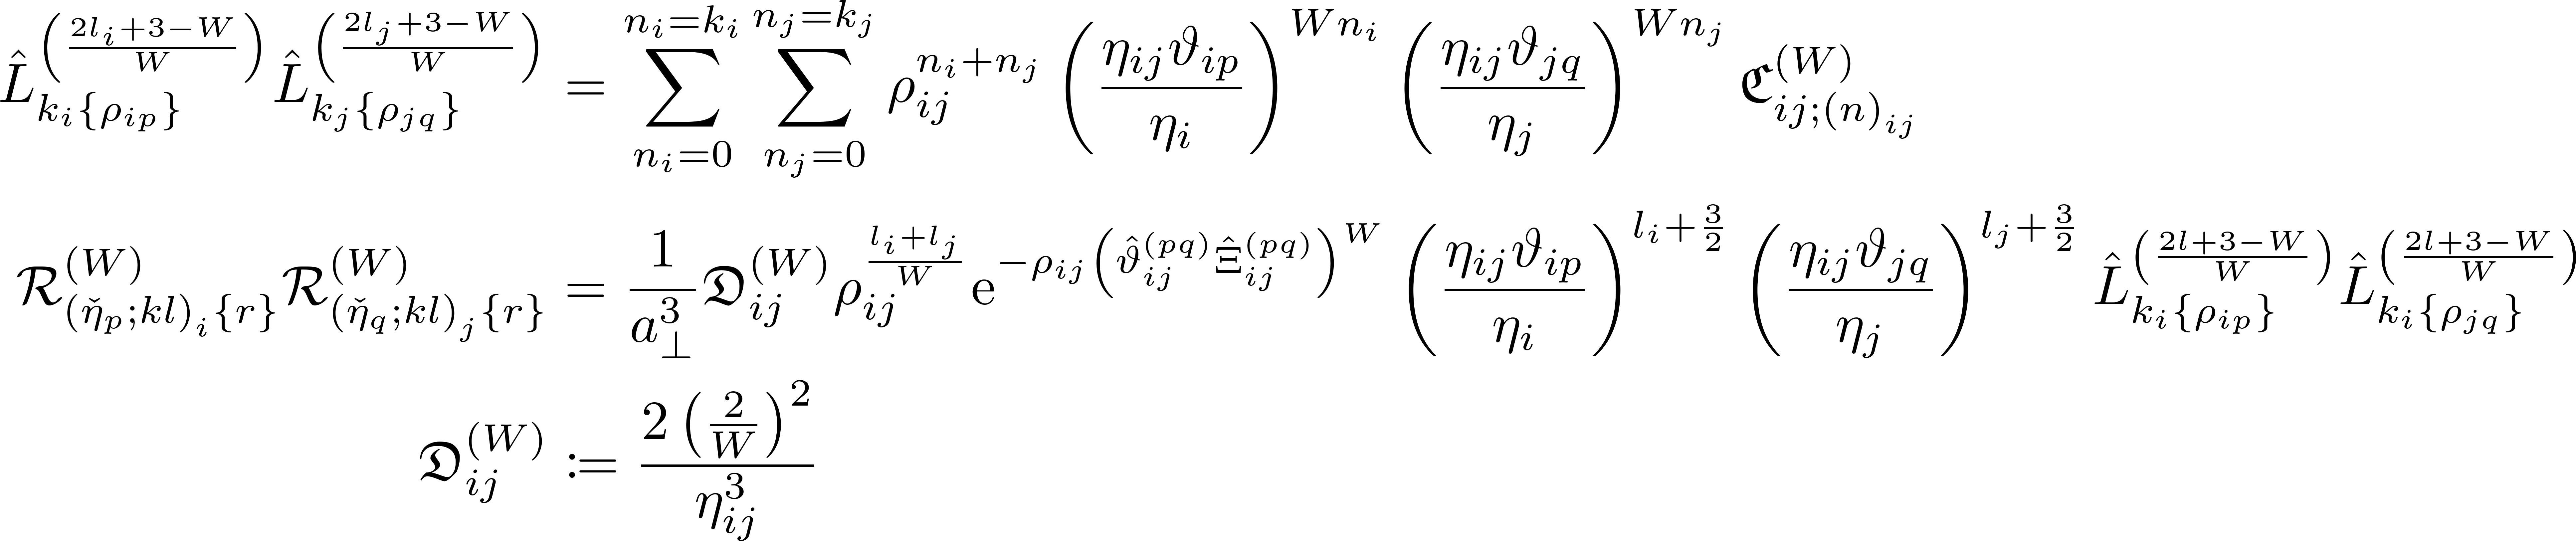 \hat{L}_{k_i\{\rho_{ip}\}}^{\left(\frac{2l_i+3-W}{W}\right)} \hat{L}_{k_j\{\rho_{jq}\}}^{\left(\frac{2l_j+3-W}{W}\right)} = \sum_{n_i=0}^{n_i=k_i} \sum_{n_j=0}^{n_j=k_j} \rho_{ij}^{n_i+n_j} \left(\frac{\eta_{ij}\vartheta_{ip}}{\eta_i}\right)^{Wn_i} \left(\frac{\eta_{ij}\vartheta_{jq}}{\eta_j}\right)^{Wn_j} \mathfrak{C}_{ij;(n)_{ij}}^{(W)}
\mathcal{R}_{(\check{\eta}_p;kl)_i\{r\}}^{(W)} \mathcal{R}_{(\check{\eta}_q;kl)_j\{r\}}^{(W)} = \frac{1}{a_\perp^3} \mathfrak{D}_{ij}^{(W)} \rho_{ij}^{\frac{l_i+l_j}{W}} \mathrm{e}^{-\rho_{ij}\left(\hat{\vartheta}_{ij}^{(pq)}\hat{\Xi}_{ij}^{(pq)}\right)^W} \left(\frac{\eta_{ij}\vartheta_{ip}}{\eta_i}\right)^{l_i+\frac{3}{2}} \left(\frac{\eta_{ij}\vartheta_{jq}}{\eta_j}\right)^{l_j+\frac{3}{2}} \hat{L}_{k_i\{\rho_{ip}\}}^{\left(\frac{2l+3-W}{W}\right)} \hat{L}_{k_i\{\rho_{jq}\}}^{\left(\frac{2l+3-W}{W}\right)}
\mathfrak{D}_{ij}^{(W)} := \frac{2\left(\frac{2}{W}\right)^2}{\eta_{ij}^3}